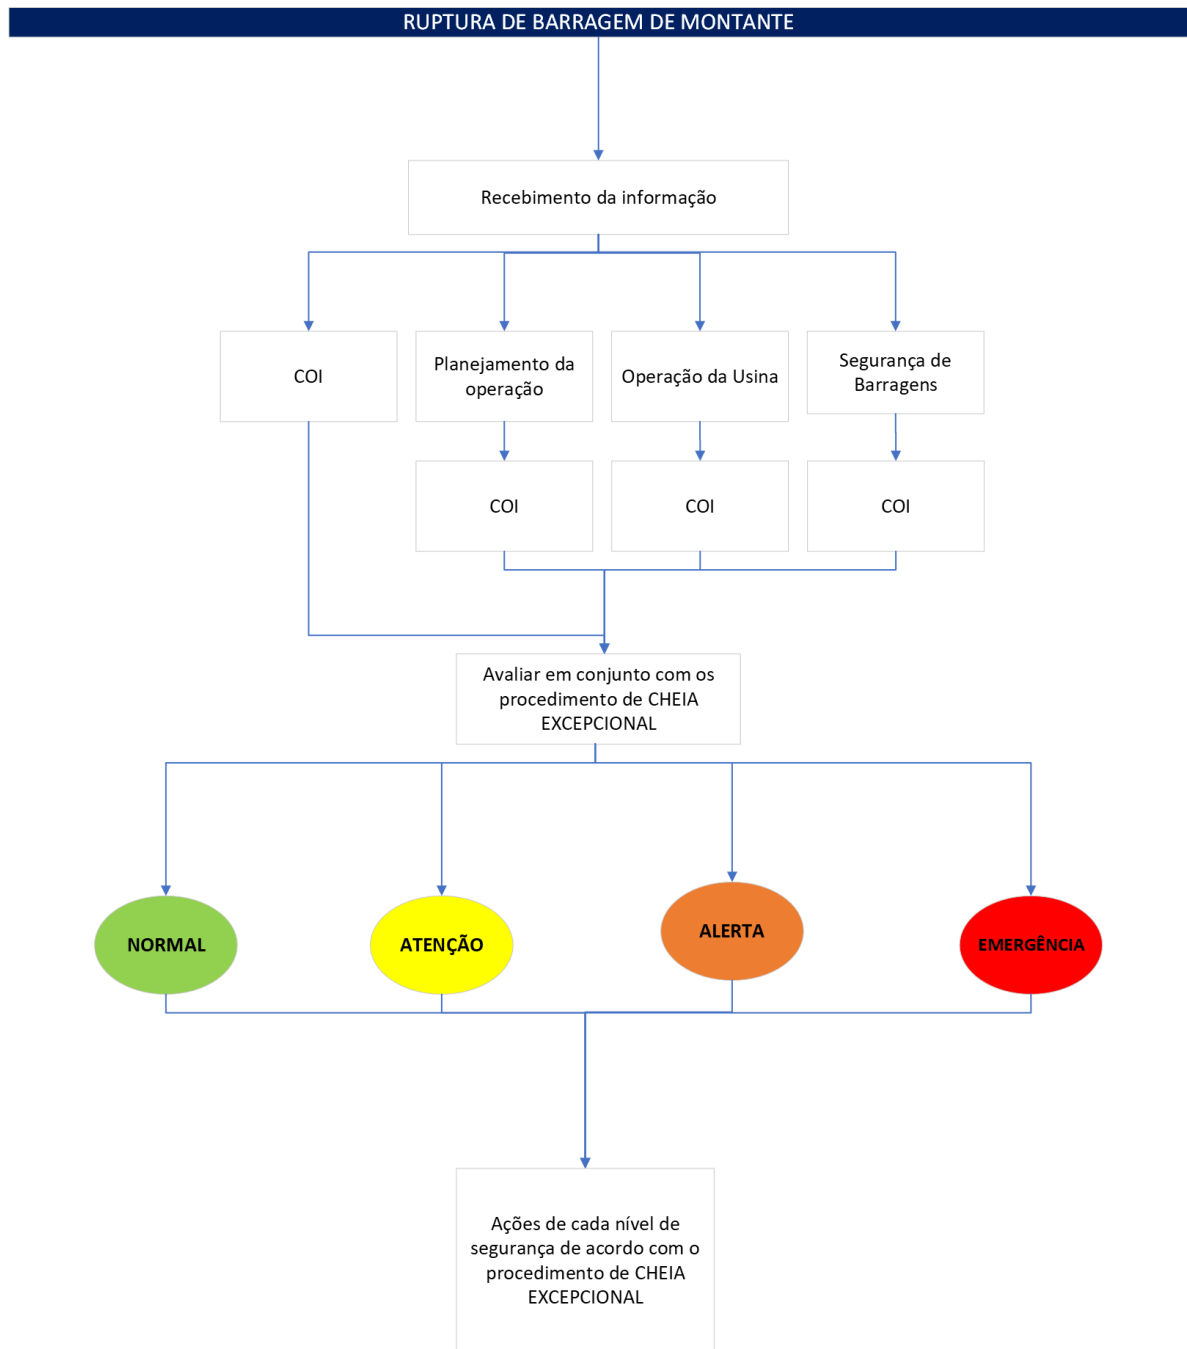 RUPTURA DE BARRAGEM DE MONTANTE
Recebimento da informação
COI
Planejamento da
operação
Operação da Usina
Segurança de
Barragens
COI
COI
COI
Avaliar em conjunto com os
procedimento de CHEIA
EXCEPCIONAL
NORMAL
ATENÇÃO
ALERTA
EMERGÊNCIA
Ações de cada nível de
segurança de acordo com o
procedimento de CHEIA
EXCEPCIONAL